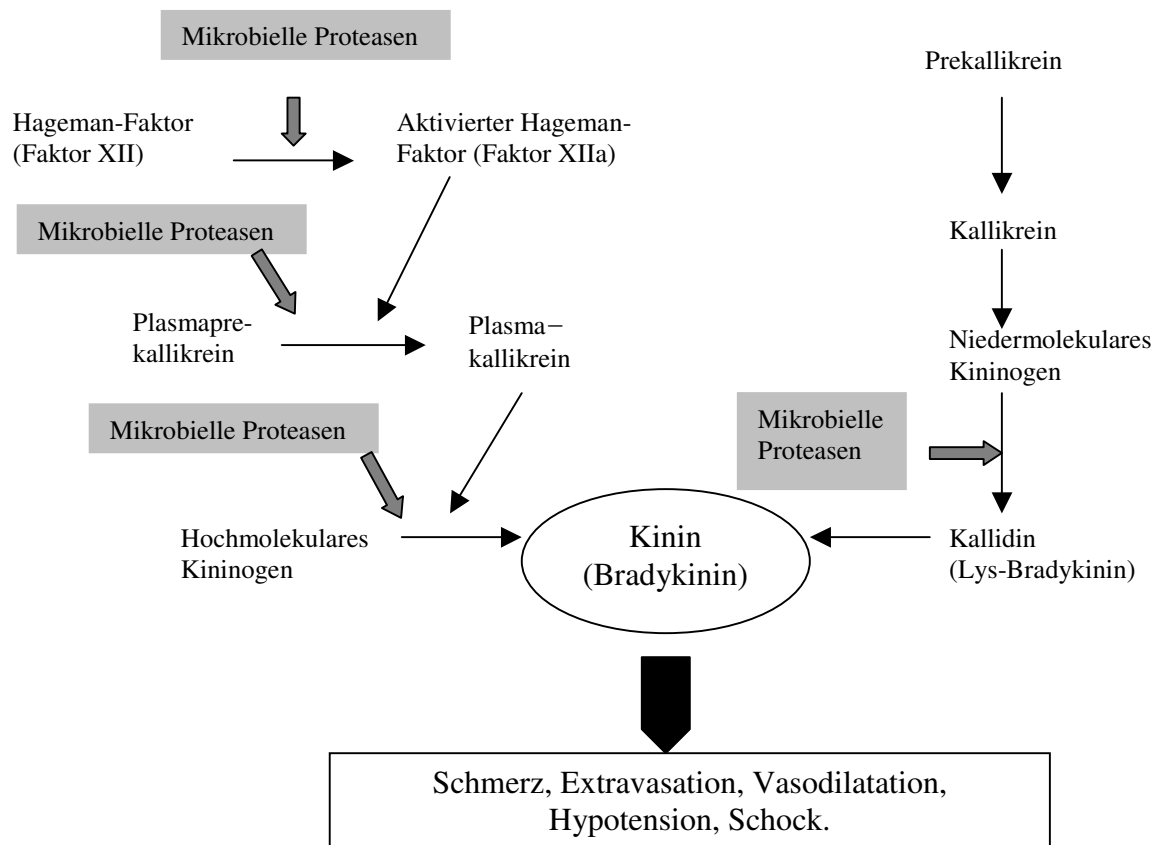 Mikrobielle Proteasen
Prekallikrein
Hageman-Faktor
(Faktor XII)
Aktivierter Hageman-
Faktor (Faktor XIIa)
Mikrobielle Proteasen
Kallikrein
Plasmapre-
kallikrein
Plasma−
kallikrein
Niedermolekulares
Kininogen
Mikrobielle Proteasen
Mikrobielle
Proteasen
Hochmolekulares
Kininogen
Kinin
(Bradykinin)
Kallidin
(Lys-Bradykinin)
Schmerz, Extravasation, Vasodilatation,
Hypotension, Schock.